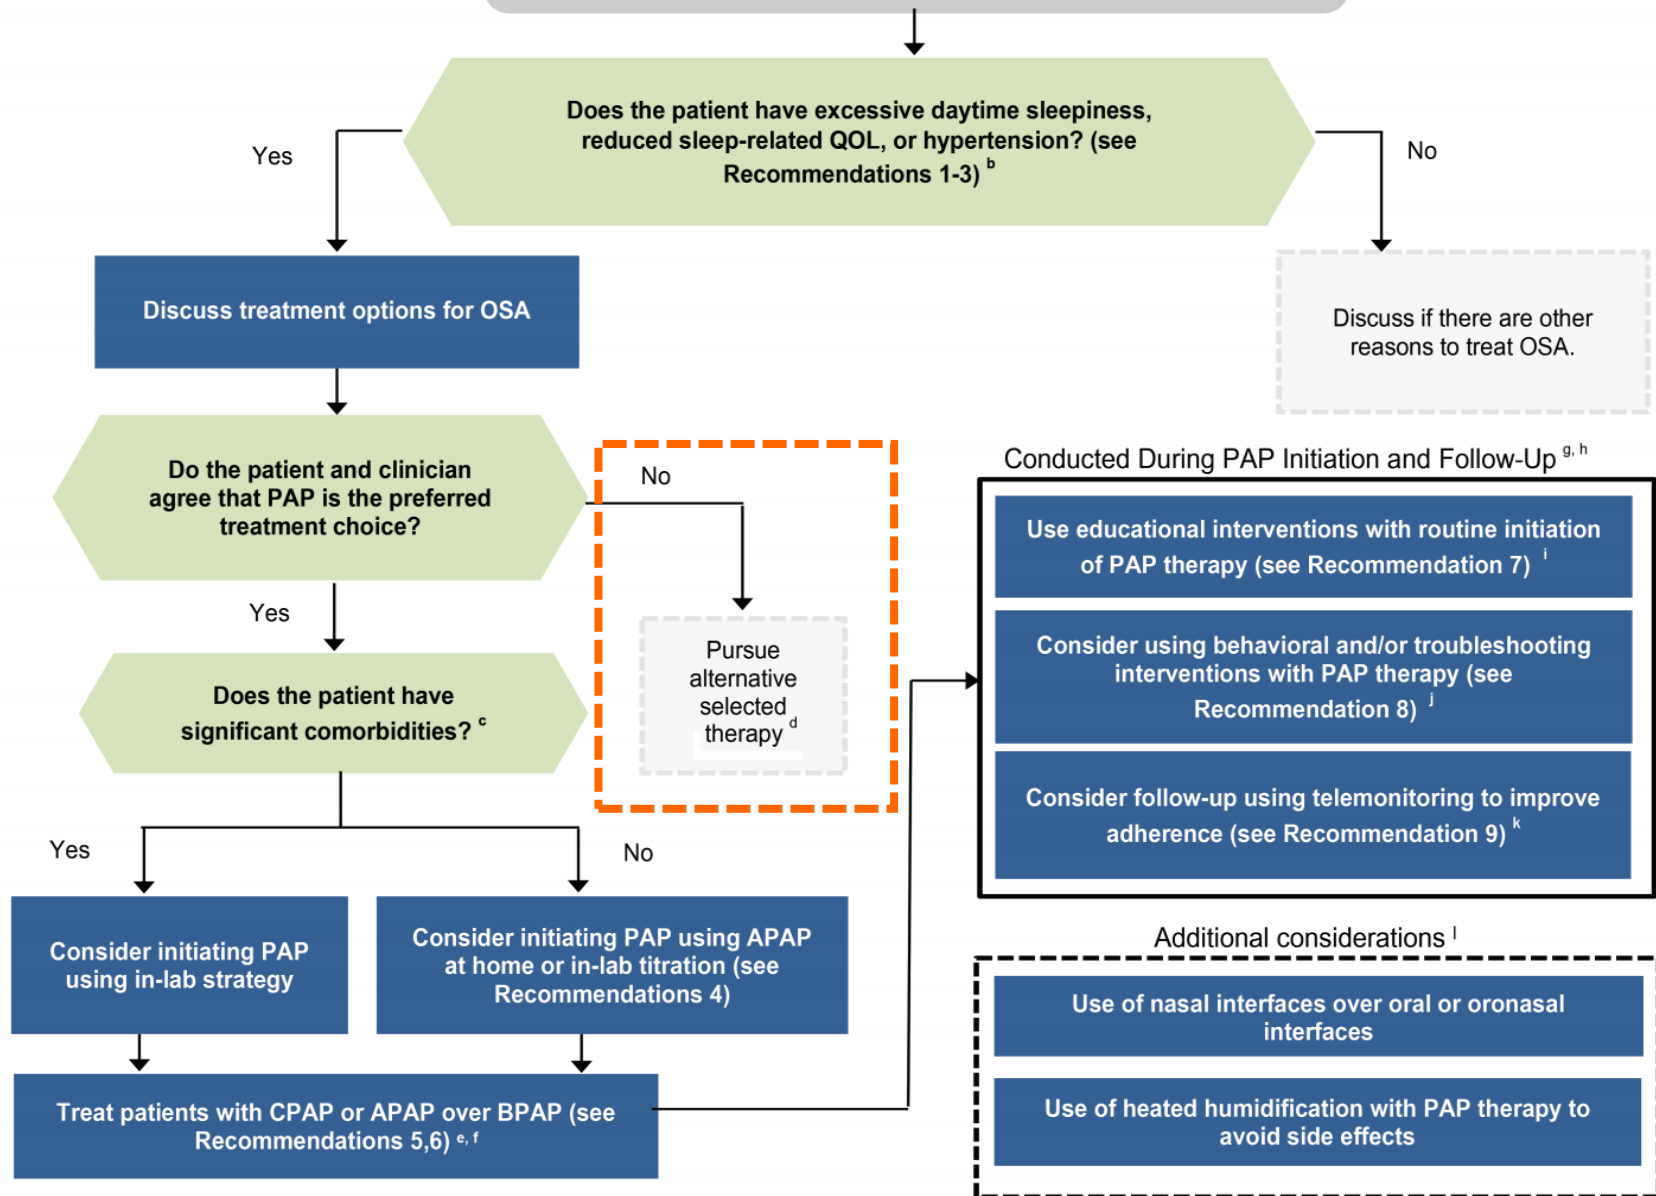 Does the patient have excessive daytime sleepiness,
reduced sleep-related QOL, or hypertension? (see
Recommendations 1-3) b
Yes
No
Discuss treatment options for OSA
Discuss if there are other
reasons to treat OSA.
Do the patient and clinician
agree that PAP is the preferred
treatment choice?
No
Yes
Pursue
alternative
selected
therapy d
Does the patient have
significant comorbidities? c
Yes
No
Consider initiating PAP
using in-lab strategy
Consider initiating PAP using APAP
at home or in-lab titration (see
Recommendations 4)
Treat patients with CPAP or APAP over BPAP (see
Recommendations 5,6) e, f
Conducted During PAP Initiation and Follow-Up g, h
Use educational interventions with routine initiation
of PAP therapy (see Recommendation 7) i
Consider using behavioral and/or troubleshooting
interventions with PAP therapy (see
Recommendation 8) j
Consider follow-up using telemonitoring to improve
adherence (see Recommendation 9) k
Additional considerations l
Use of nasal interfaces over oral or oronasal
interfaces
Use of heated humidification with PAP therapy to
avoid side effects